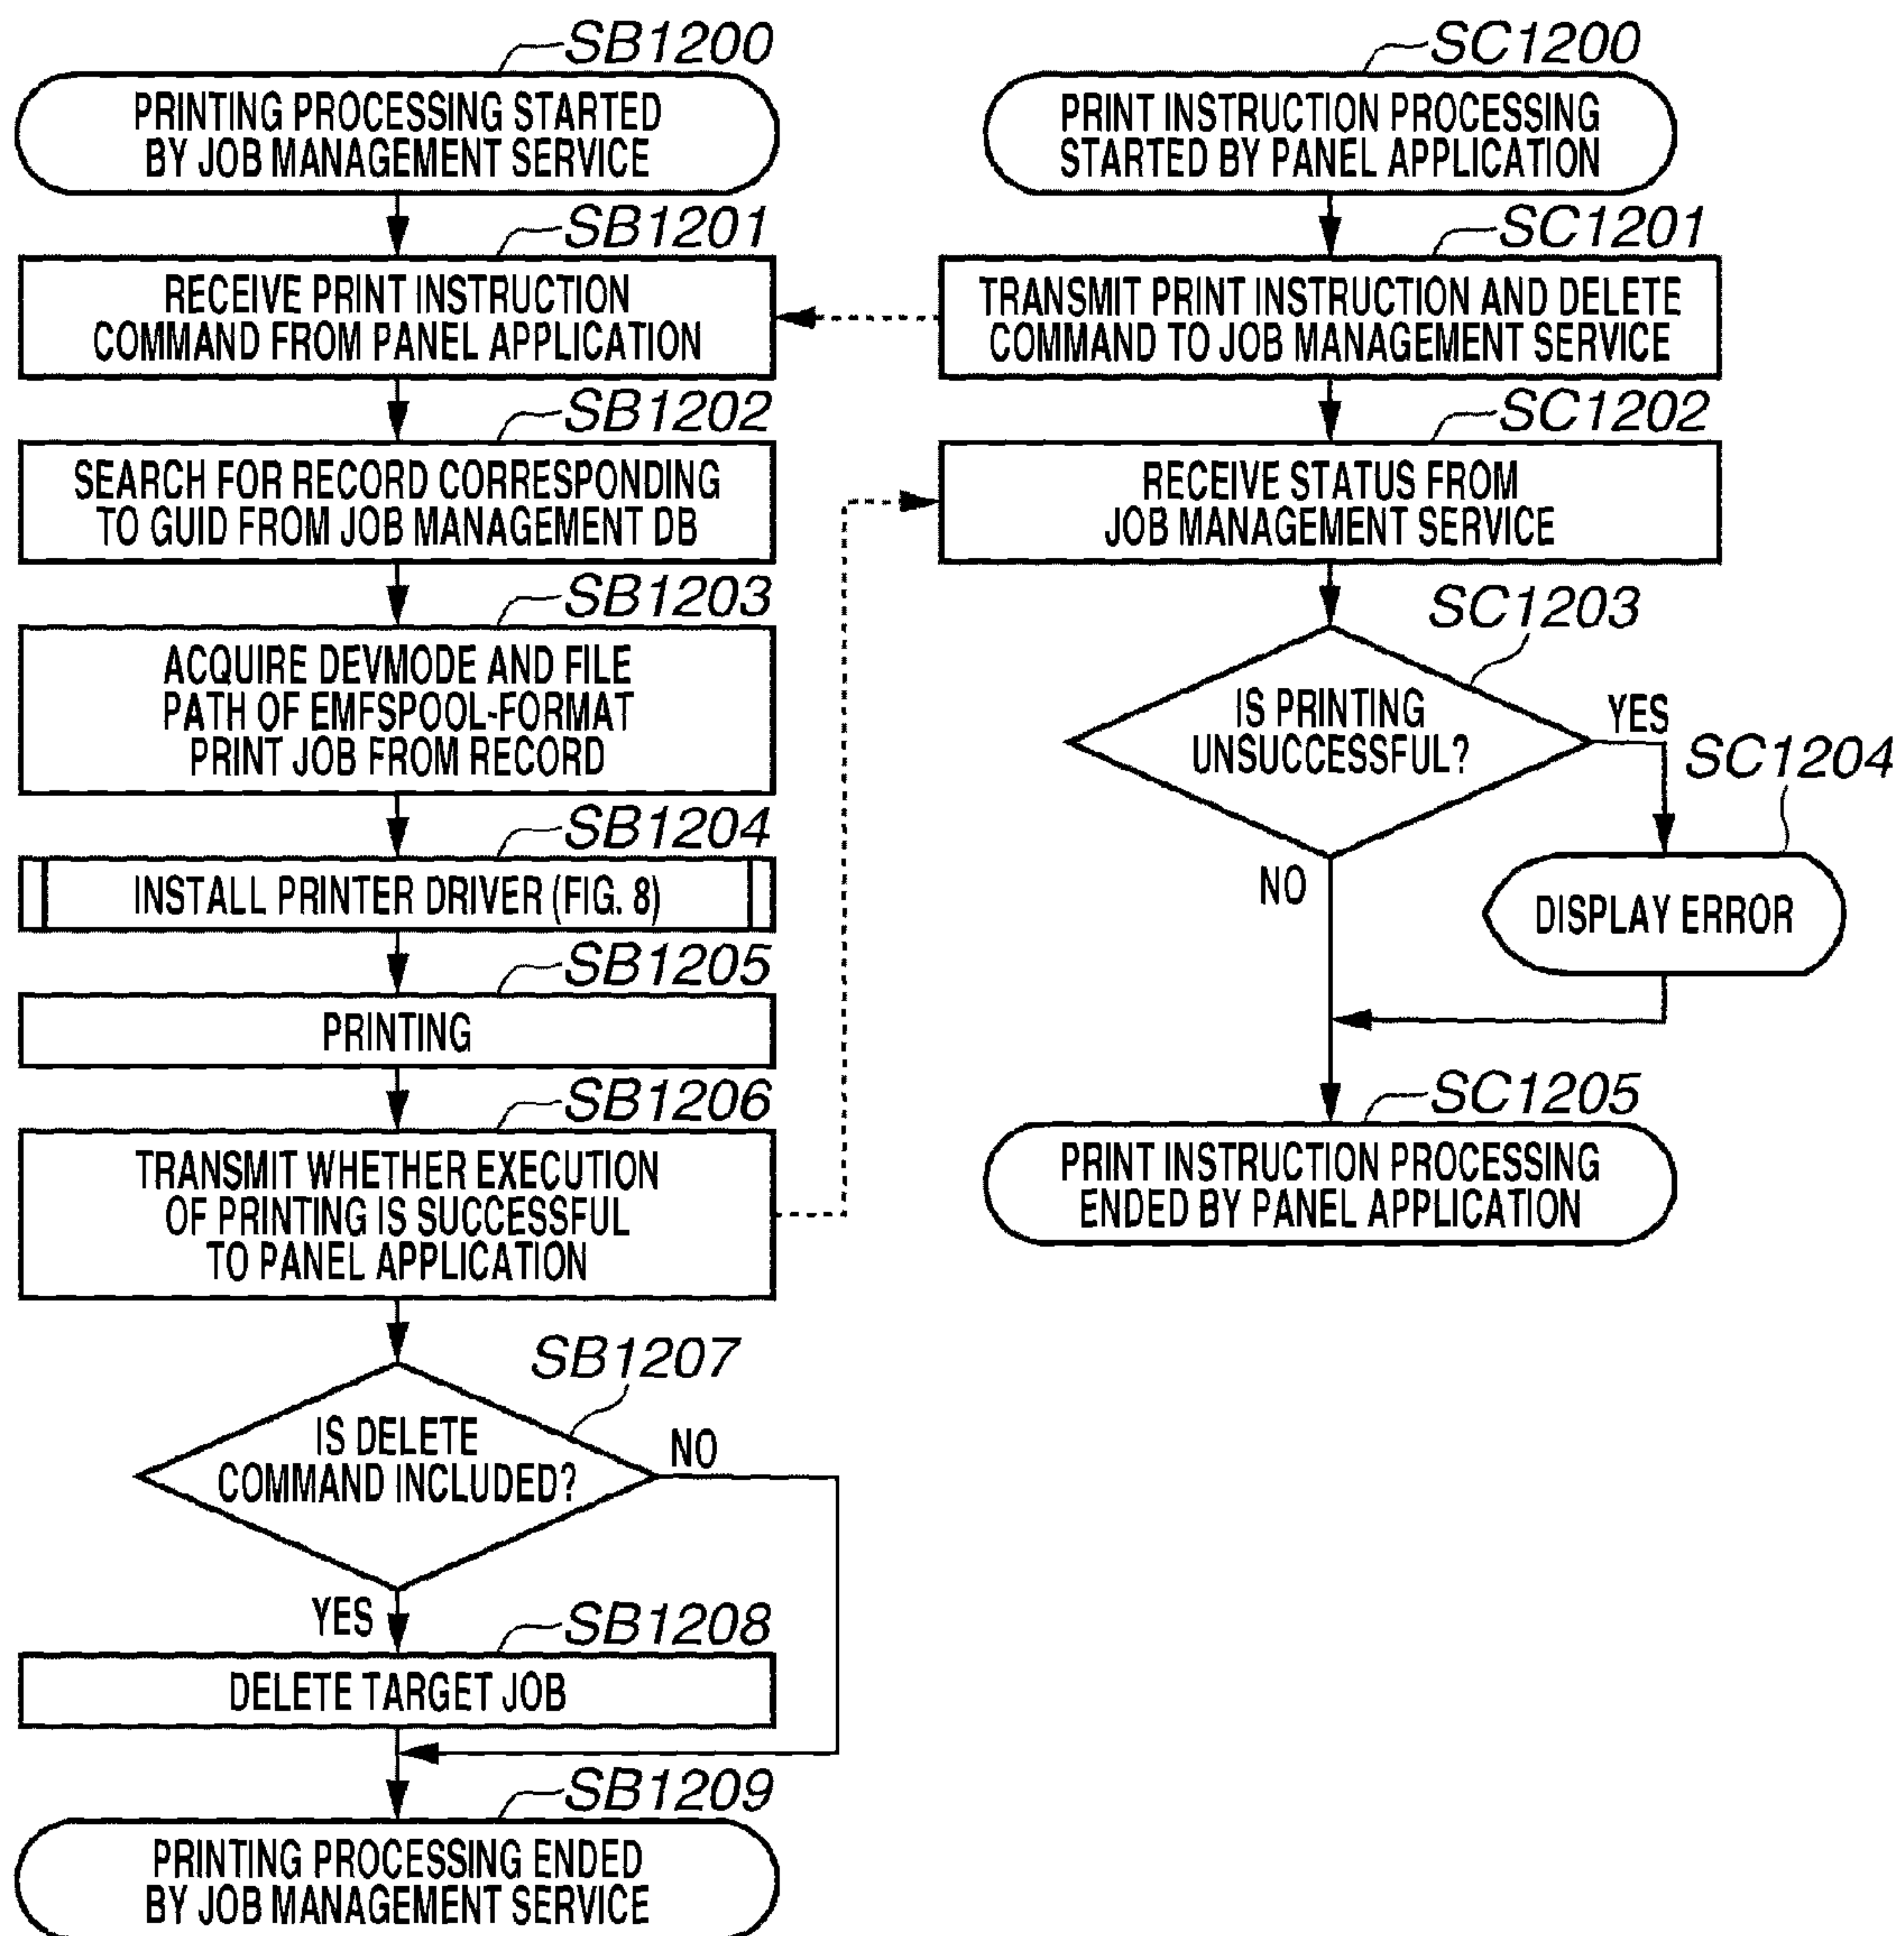 SB1200
PRINTING PROCESSING STARTED
BY JOB MANAGEMENT SERVICE
SB1201
RECEIVE PRINT INSTRUCTION
COMMAND FROM PANEL APPLICATION
SB1202
SEARCH FOR RECORD CORRESPONDING
TO GUID FROM JOB MANAGEMENT DB
SB1203
ACQUIRE DEVMODE AND FILE
PATH OF EMFSPOOL-FORMAT
PRINT JOB FROM RECORD
SB1204
INSTALL PRINTER DRIVER (FIG. 8)
SB1205
PRINTING
SB1206
TRANSMIT WHETHER EXECUTION
OF PRINTING IS SUCCESSFUL
TO PANEL APPLICATION
SB1207
IS DELETE
COMMAND INCLUDED?
NO
YES
SB1208
DELETE TARGET JOB
SB1209
PRINTING PROCESSING ENDED
BY JOB MANAGEMENT SERVICE
SC1200
PRINT INSTRUCTION PROCESSING
STARTED BY PANEL APPLICATION
SC1201
TRANSMIT PRINT INSTRUCTION AND DELETE
COMMAND TO JOB MANAGEMENT SERVICE
SC1202
RECEIVE STATUS FROM
JOB MANAGEMENT SERVICE
SC1203
IS PRINTING
UNSUCCESSFUL?
YES
SC1204
NO
DISPLAY ERROR
SC1205
PRINT INSTRUCTION PROCESSING
ENDED BY PANEL APPLICATION